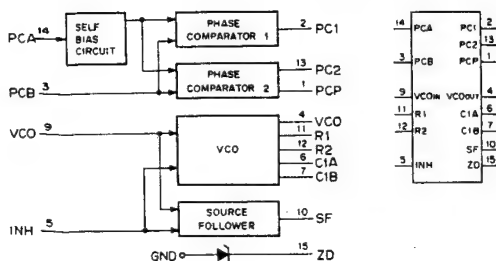 PCA 14 SELF BIAS CIRCUIT
PHASE COMPARATOR 1 2 PC1
PCB 3
PHASE COMPARATOR 2 13 PC2
1 PCP
VCO 9
VCO 4 VCO
11 R1
12 R2
6 C1A
7 C1B
INH 5
SOURCE FOLLOWER 10 SF
GND 15 ZD
14 PCA PC1 2
PC2 13
3 PCB PCP 1
9 VCOIN VCOOUT 4
11 R1 C1A 6
12 R2 C1B 7
SF 10
5 INH ZD 15